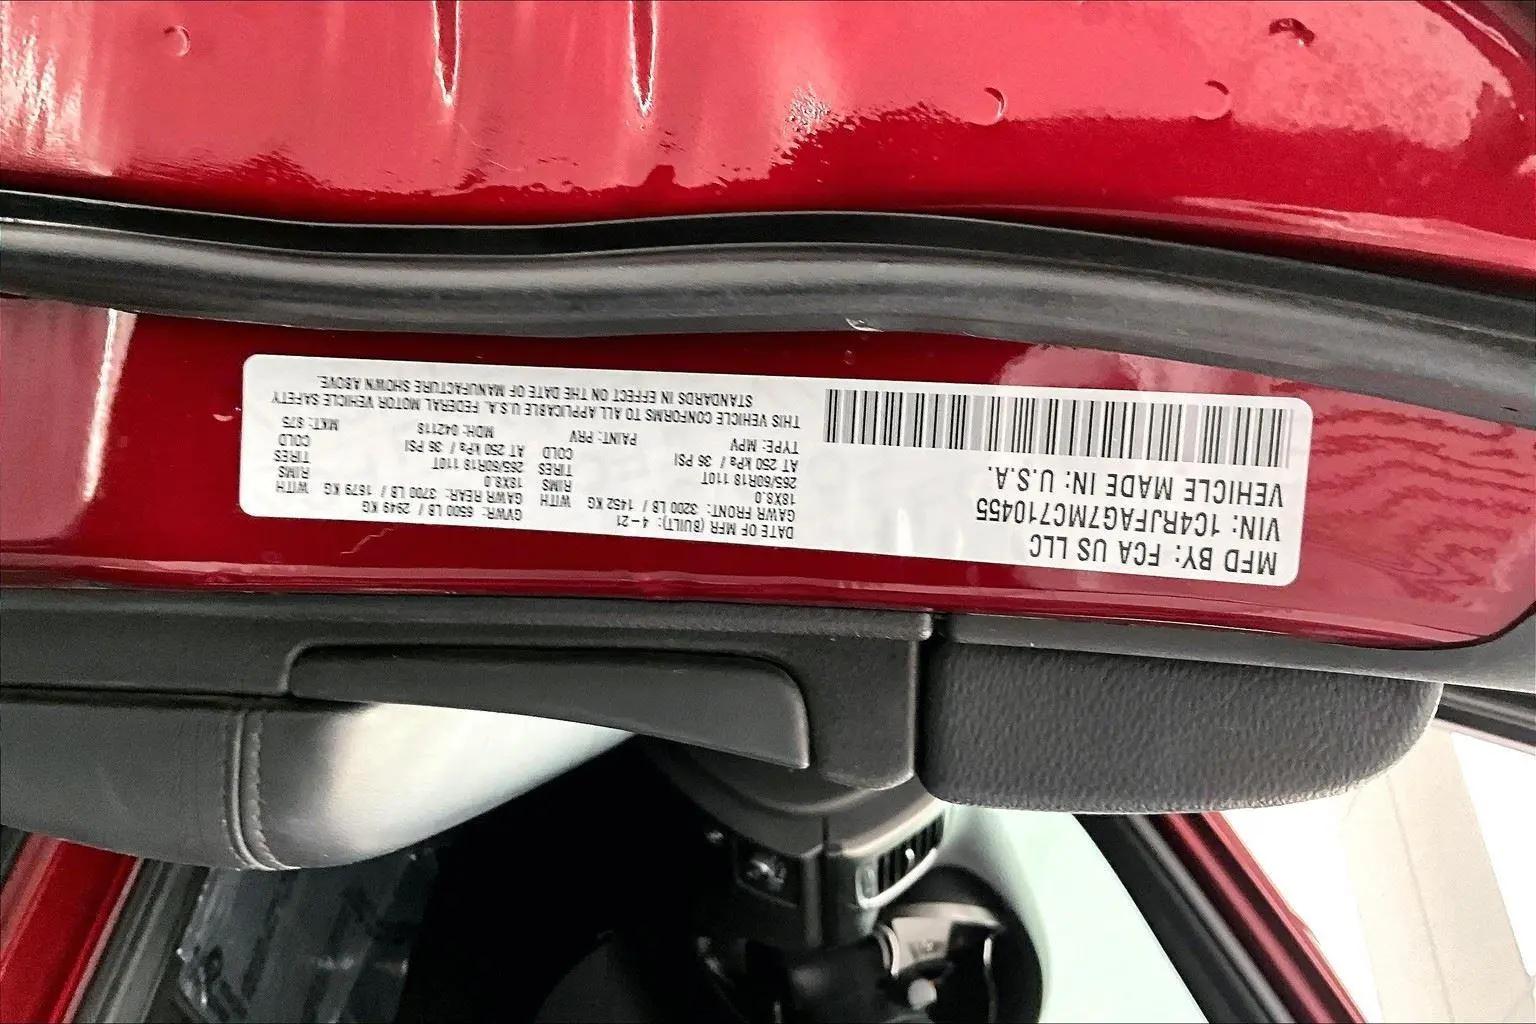 MFD BY: FCA US LLC
VIN: 1C4RJFAG7MC710455
VEHICLE MADE IN: U.S.A.
DATE OF MFR (BUILT): 4-21
GVWR: 6500 LB / 2949 KG
GAWR FRONT: 3200 LB / 1452 KG WITH
GAWR REAR: 3700 LB / 1679 KG WITH
18X8.0 RIMS
18X8.0 RIMS
265/60R18 110T TIRES
265/60R18 110T TIRES
AT 250 kPa / 36 PSI COLD
AT 250 kPa / 36 PSI COLD
TYPE: MPV PAINT: PRV MDH: 042118 MKT: 875
THIS VEHICLE CONFORMS TO ALL APPLICABLE U.S.A. FEDERAL MOTOR VEHICLE SAFETY
STANDARDS IN EFFECT ON THE DATE OF MANUFACTURE SHOWN ABOVE.